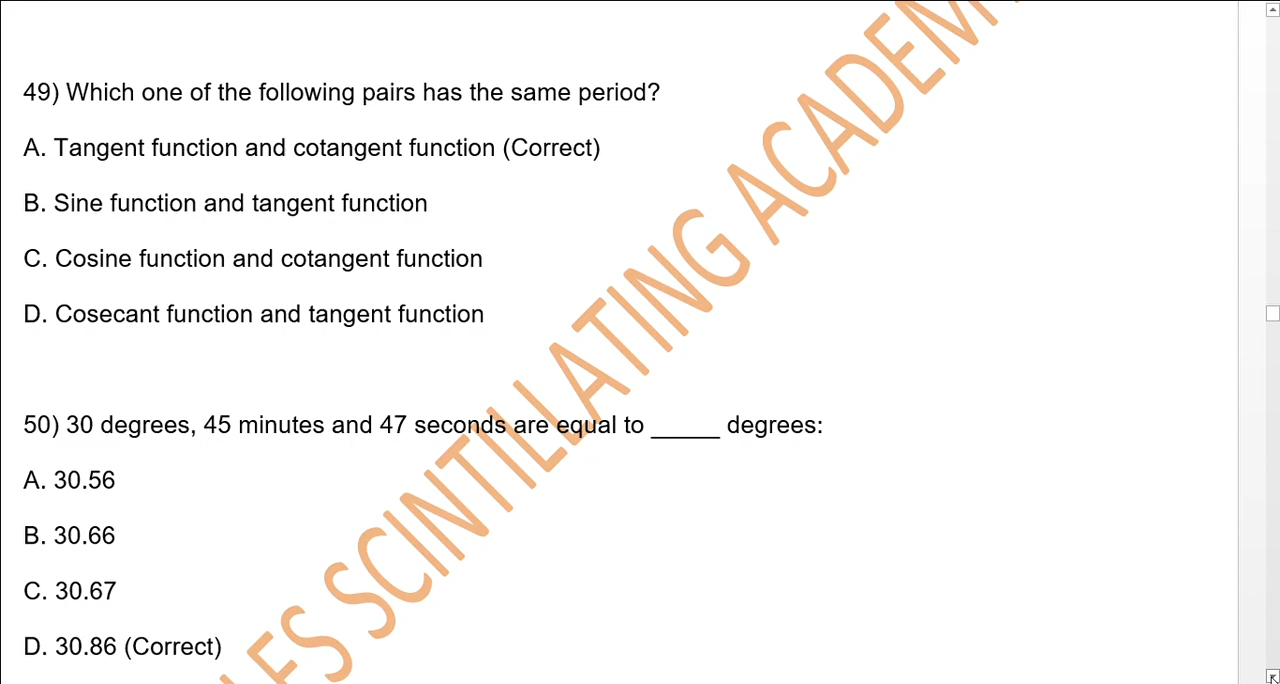 49) Which one of the following pairs has the same period?
A. Tangent function and cotangent function (Correct)
B. Sine function and tangent function
C. Cosine function and cotangent function
D. Cosecant function and tangent function
50) 30 degrees, 45 minutes and 47 seconds are equal to _____ degrees:
A. 30.56
B. 30.66
C. 30.67
D. 30.86 (Correct)
SCINTILLATING ACADEM